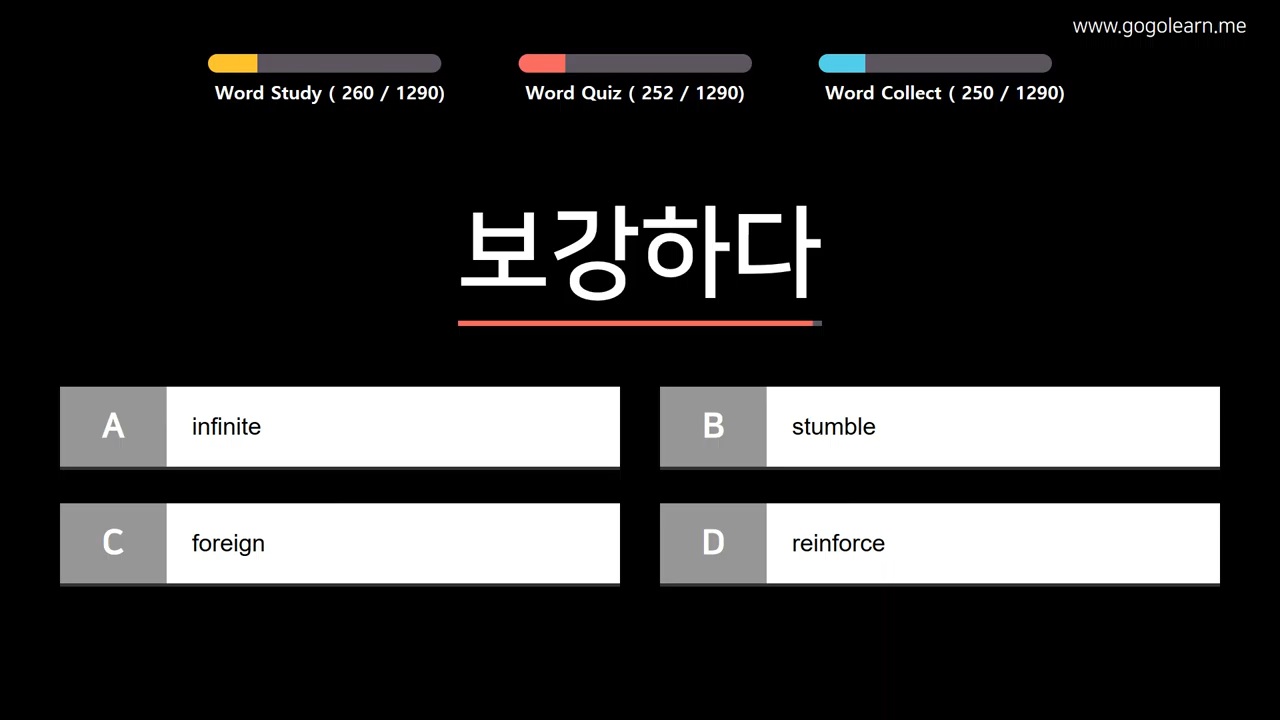 www.gogolearn.me
Word Study ( 260 / 1290)
Word Quiz ( 252 / 1290)
Word Collect ( 250 / 1290)
보강하다
A infinite
B stumble
C foreign
D reinforce